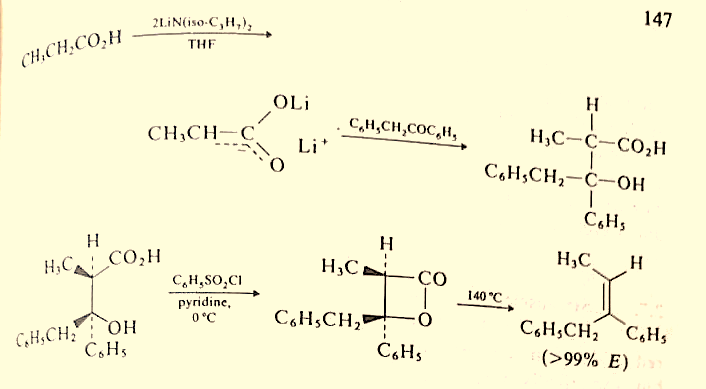 147
CH₃CH₂CO₂H 2LiN(iso-C₃H₇)₂
THF
OLi
CH₃CH—C Li⁺ C₆H₅CH₂COC₆H₅
O
H
H₃C—C—CO₂H
C₆H₅CH₂—C—OH
C₆H₅
H
H₃C CO₂H C₆H₅SO₂Cl
pyridine,
0°C
C₆H₅CH₂ OH
C₆H₅
H
H₃C CO 140°C
C₆H₅CH₂ O
C₆H₅
H₃C H
C₆H₅CH₂ C₆H₅
(>99% E)